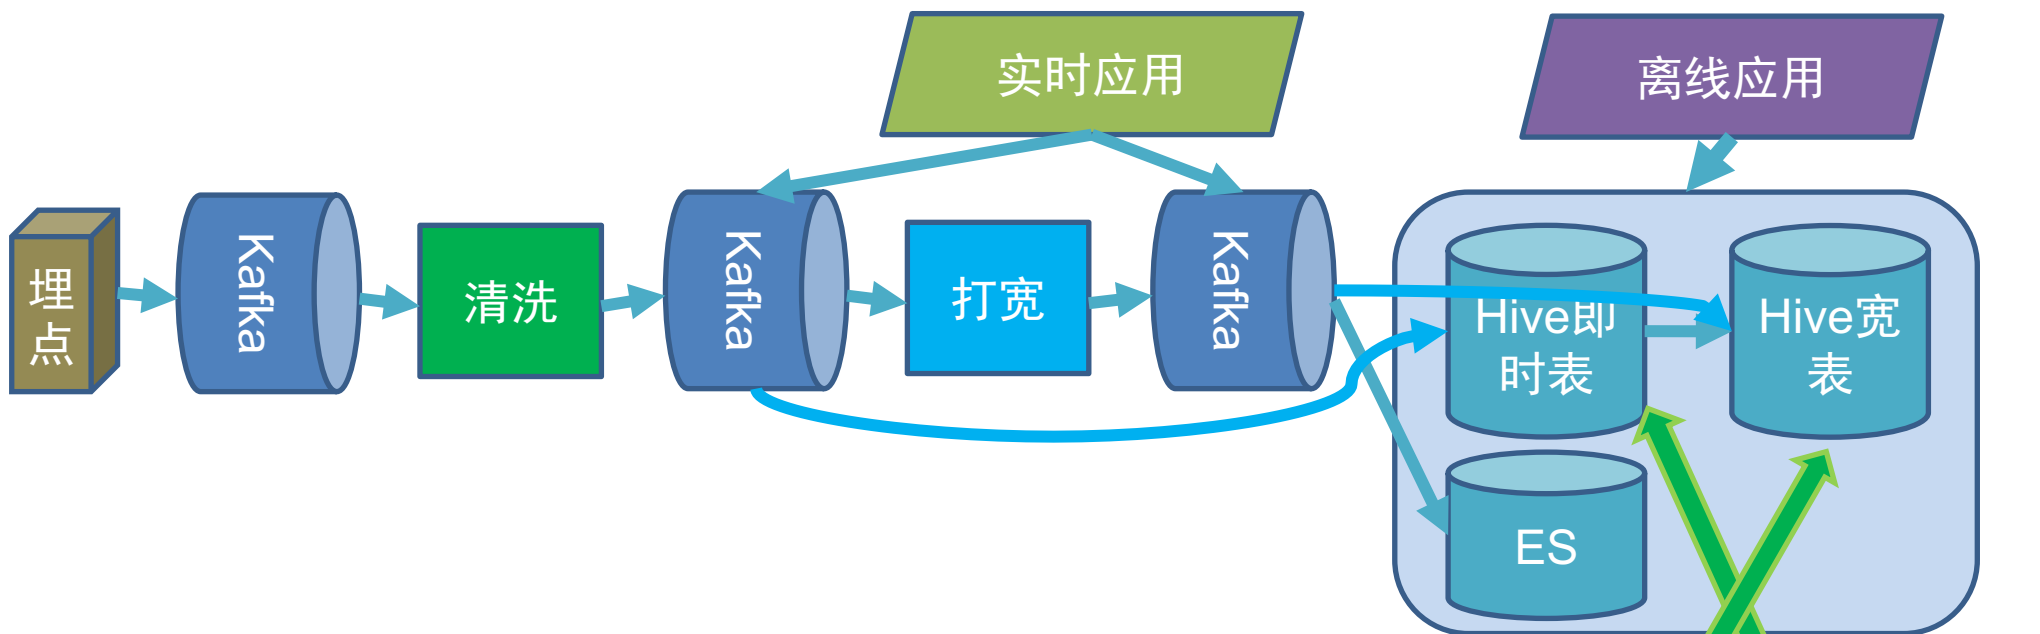 实时应用
离线应用
埋
点
Kafka
清洗
Kafka
打宽
Kafka
Hive即
时表
Hive宽
表
ES